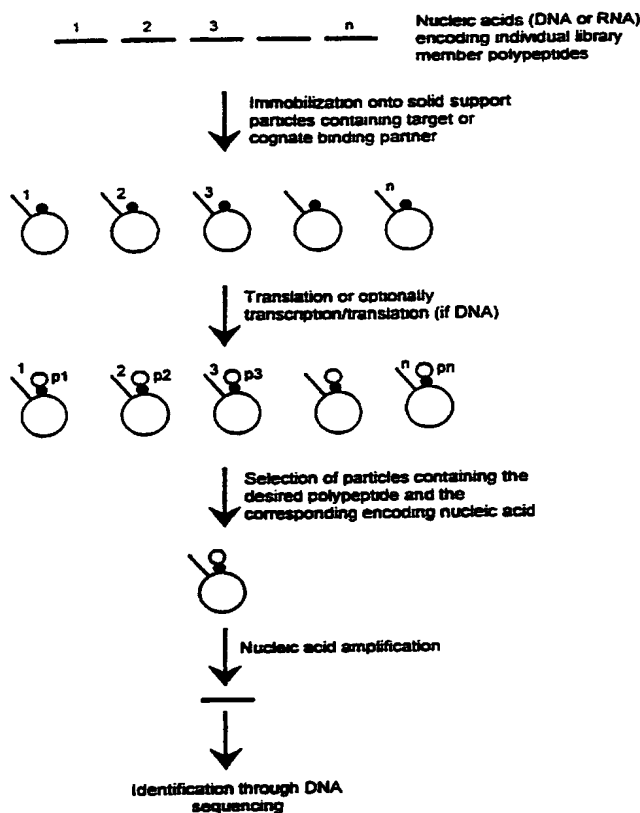 1 2 3 n
Nucleic acids (DNA or RNA)
encoding individual library
member polypeptides
Immobilization onto solid support
particles containing target or
cognate binding partner
1 2 3 n
Translation or optionally
transcription/translation (if DNA)
1 p1 2 p2 3 p3 n pn
Selection of particles containing the
desired polypeptide and the
corresponding encoding nucleic acid
Nucleic acid amplification
Identification through DNA
sequencing